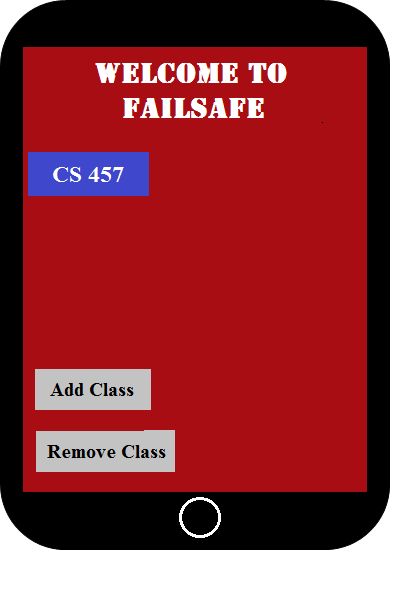 WELCOME TO
FAILSAFE
CS 457
Add Class
Remove Class